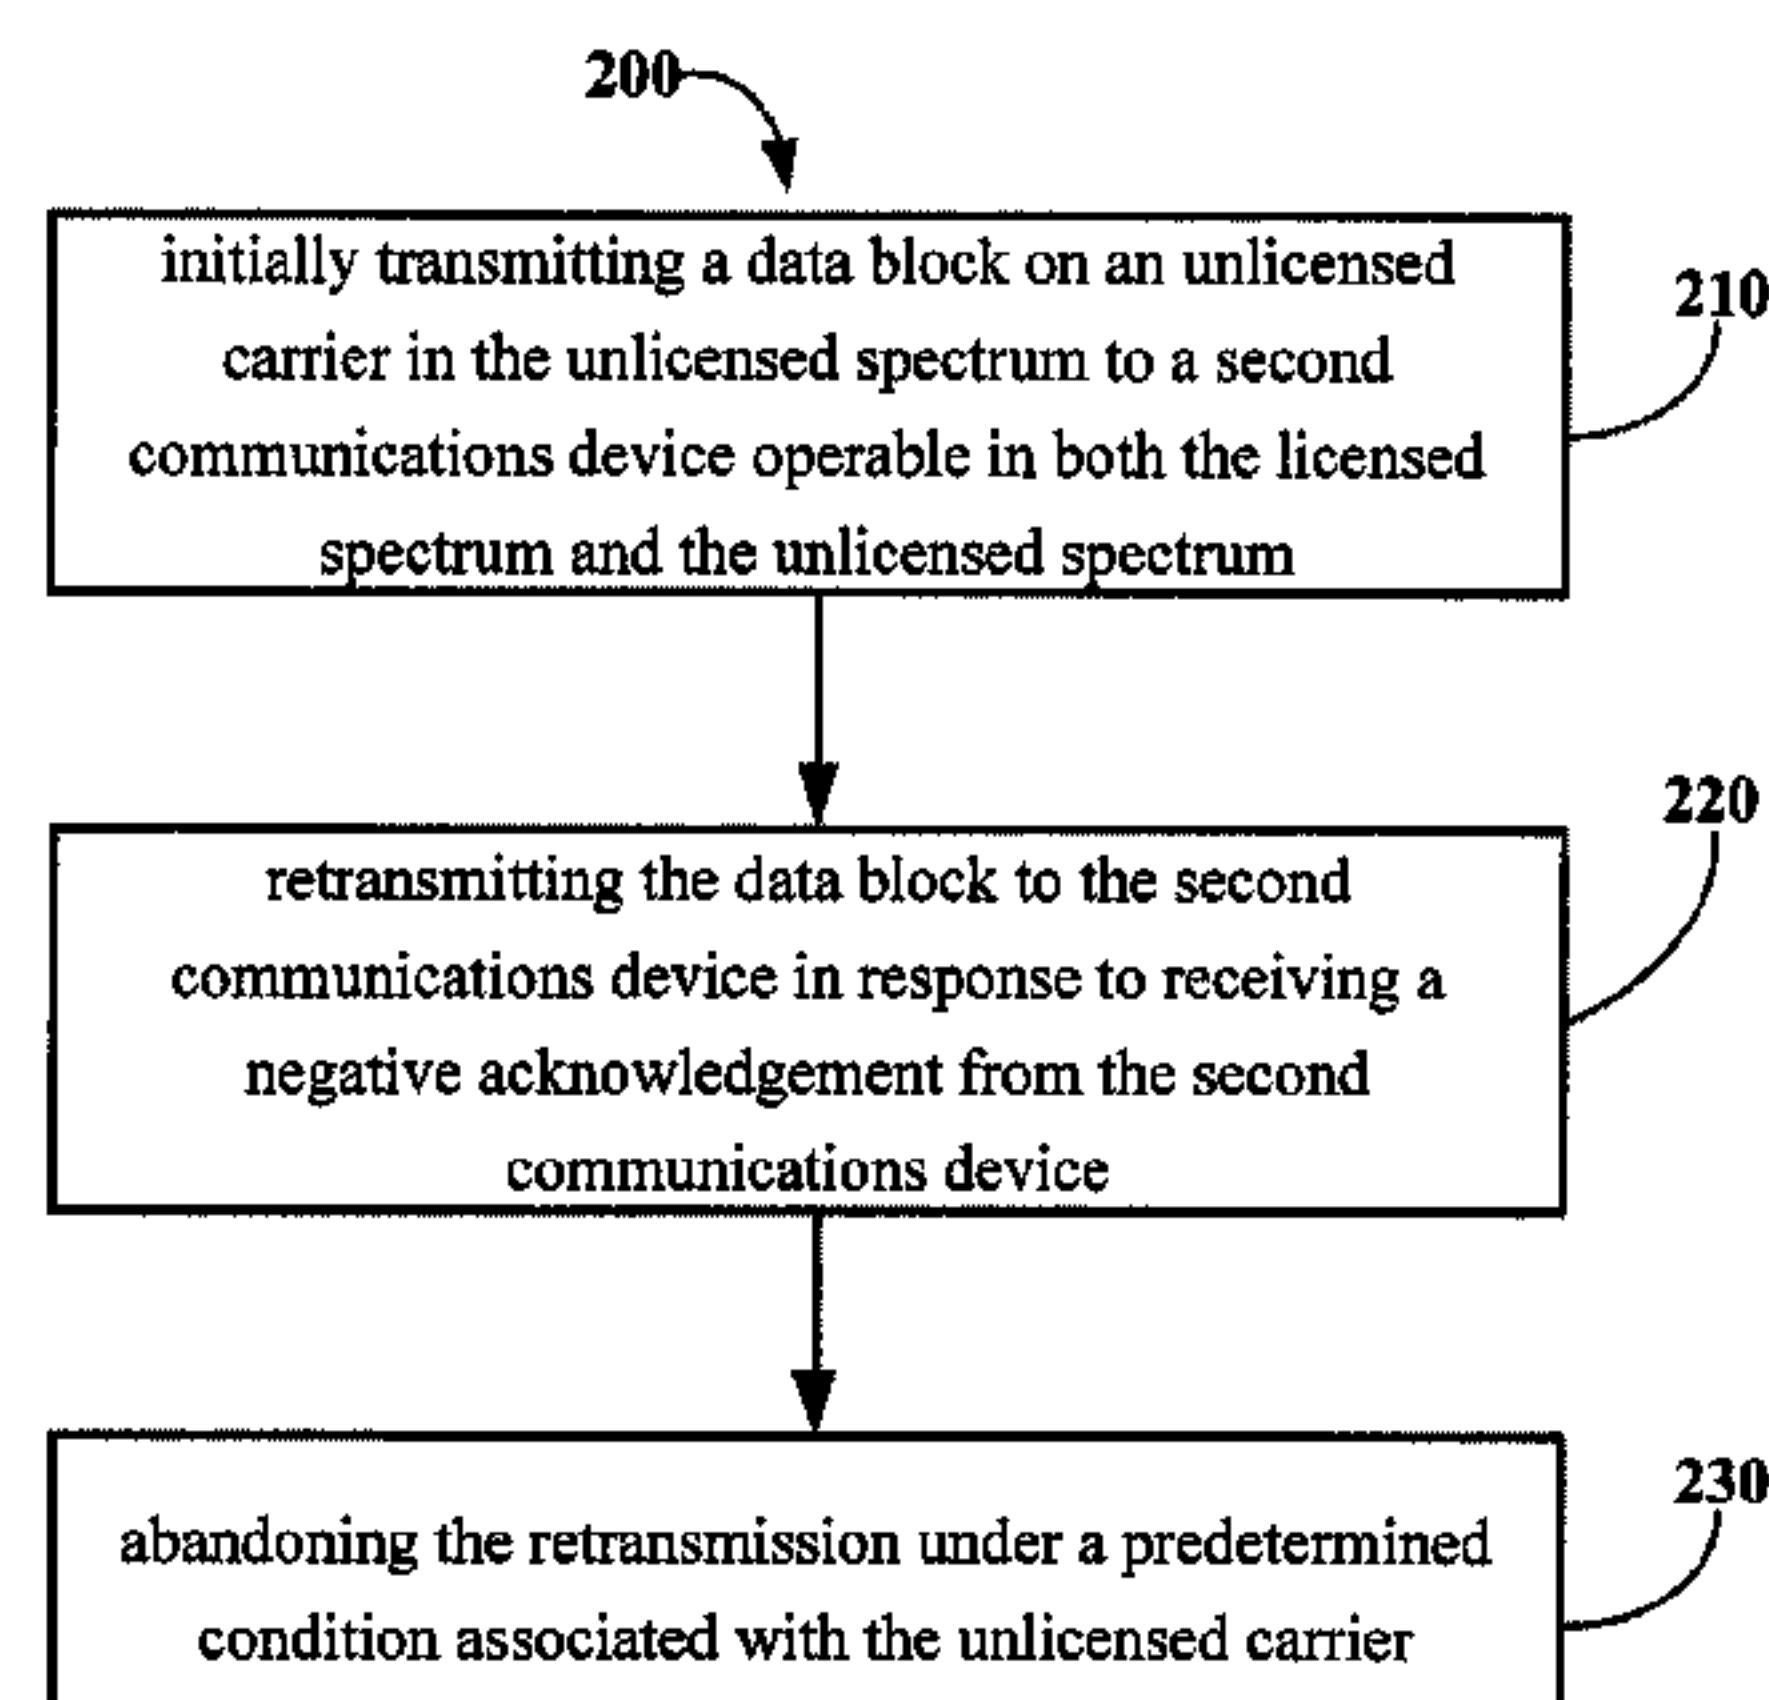 200
initially transmitting a data block on an unlicensed
carrier in the unlicensed spectrum to a second
communications device operable in both the licensed
spectrum and the unlicensed spectrum
210
retransmitting the data block to the second
communications device in response to receiving a
negative acknowledgement from the second
communications device
220
abandoning the retransmission under a predetermined
condition associated with the unlicensed carrier
230